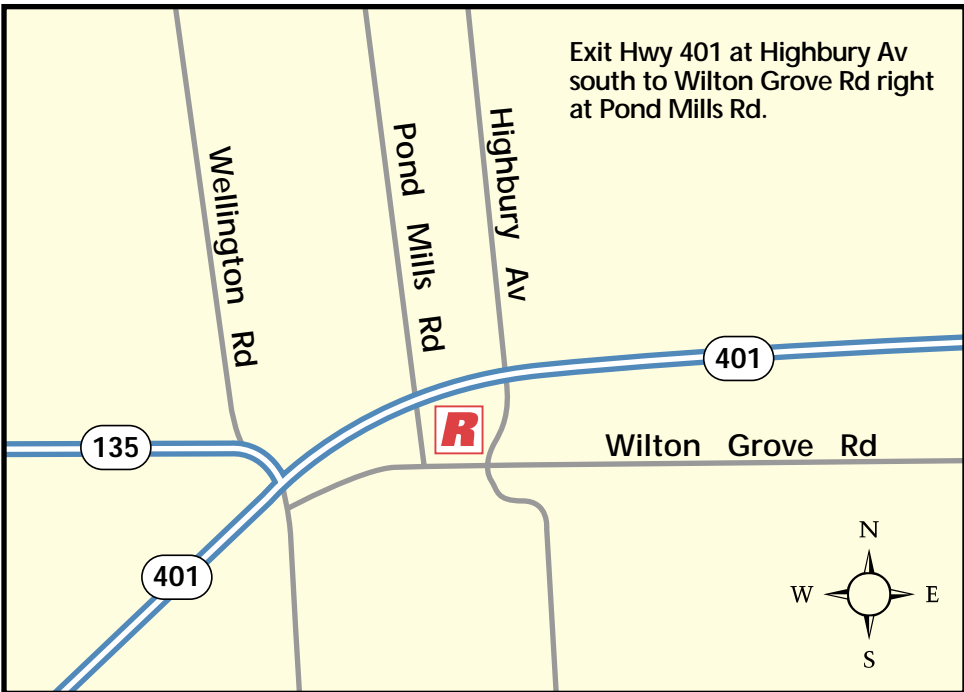 Exit Hwy 401 at Highbury Av
south to Wilton Grove Rd right
at Pond Mills Rd.
Wellington Rd
Pond Mills Rd
Highbury Av
401
R
135
Wilton Grove Rd
401
N
W E
S